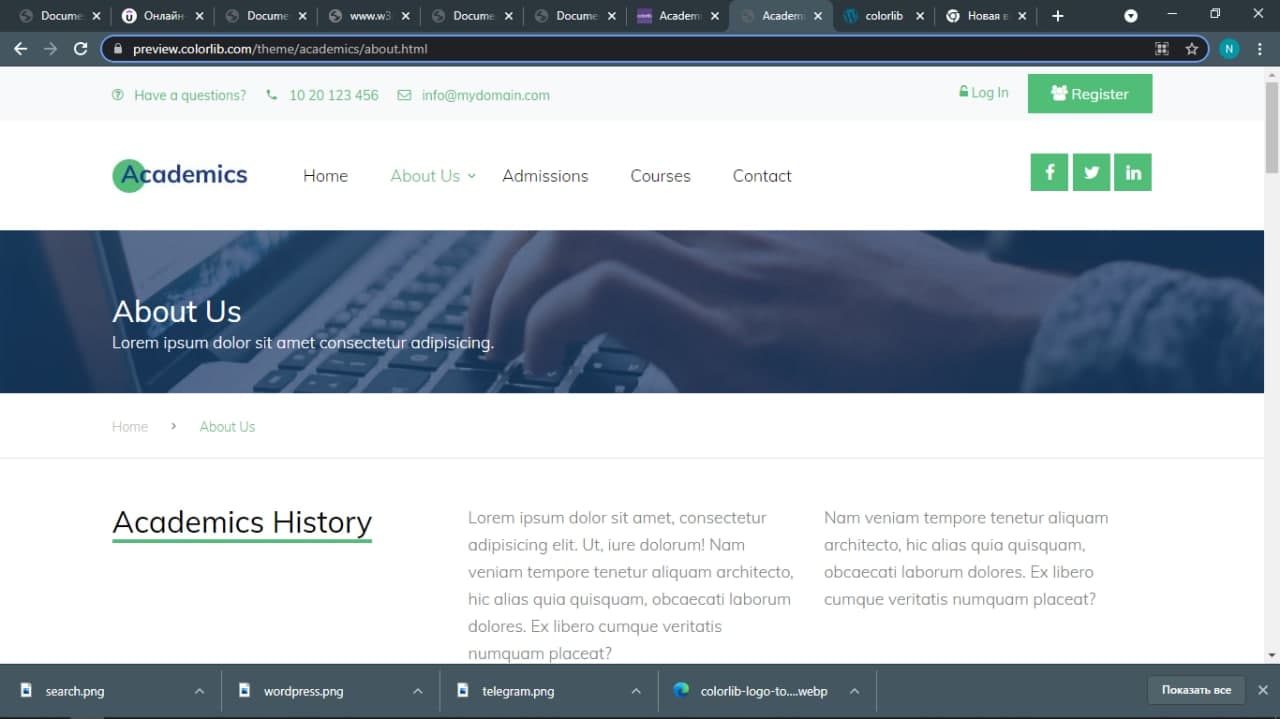 Docume
Онлайн
Docume
www.w3
Docume
Docume
Academ
Academ
colorlib
Новая в
preview.colorlib.com/theme/academics/about.html
N
Have a questions? 10 20 123 456 info@mydomain.com
Log In
Register
Academics
Home About Us Admissions Courses Contact
About Us
Lorem ipsum dolor sit amet consectetur adipisicing.
Home About Us
Academics History
Lorem ipsum dolor sit amet, consectetur
adipisicing elit. Ut, iure dolorum! Nam
veniam tempore tenetur aliquam architecto,
hic alias quia quisquam, obcaecati laborum
dolores. Ex libero cumque veritatis
numquam placeat?
Nam veniam tempore tenetur aliquam
architecto, hic alias quia quisquam,
obcaecati laborum dolores. Ex libero
cumque veritatis numquam placeat?
search.png
wordpress.png
telegram.png
colorlib-logo-to....webp
Показать все